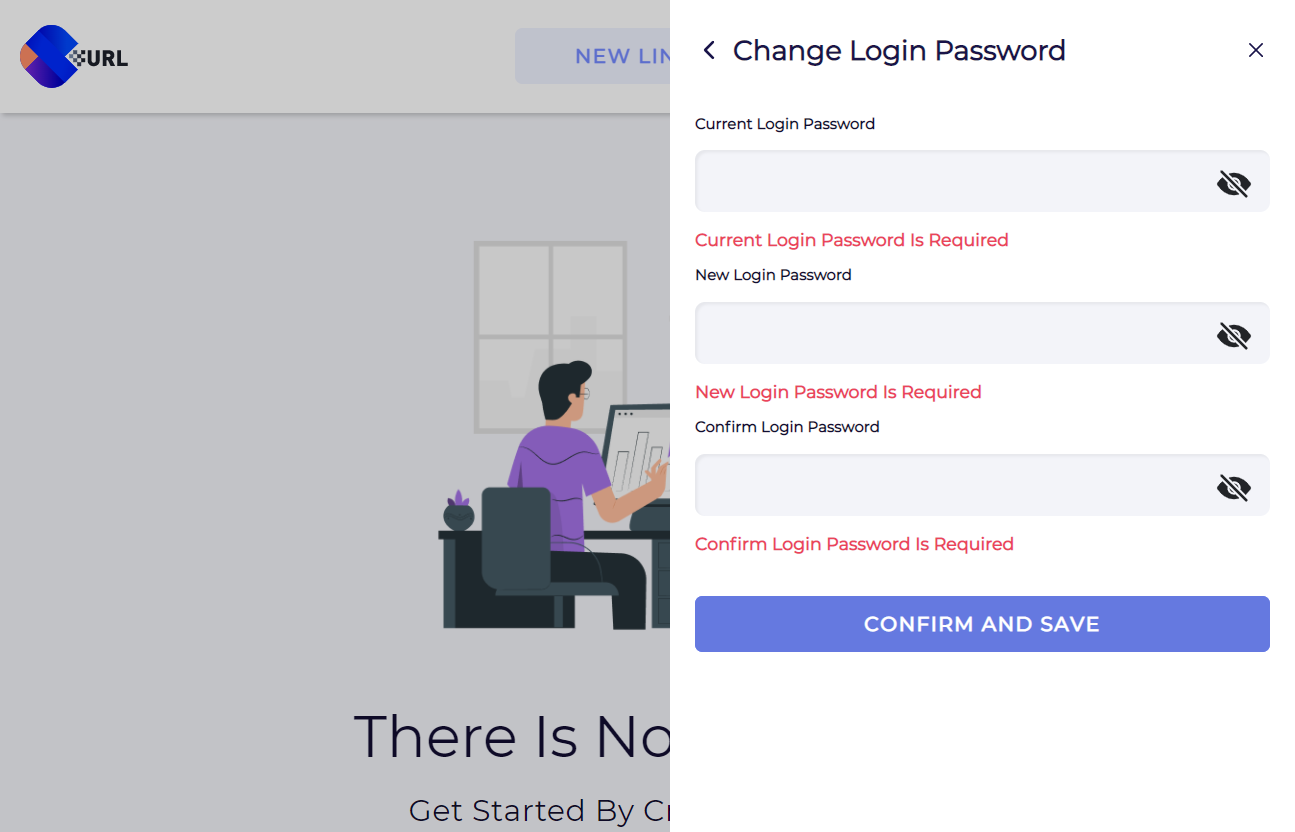 URL
NEW LIN
Change Login Password
Current Login Password
Current Login Password Is Required
New Login Password
New Login Password Is Required
Confirm Login Password
Confirm Login Password Is Required
CONFIRM AND SAVE
There Is No
Get Started By Cr